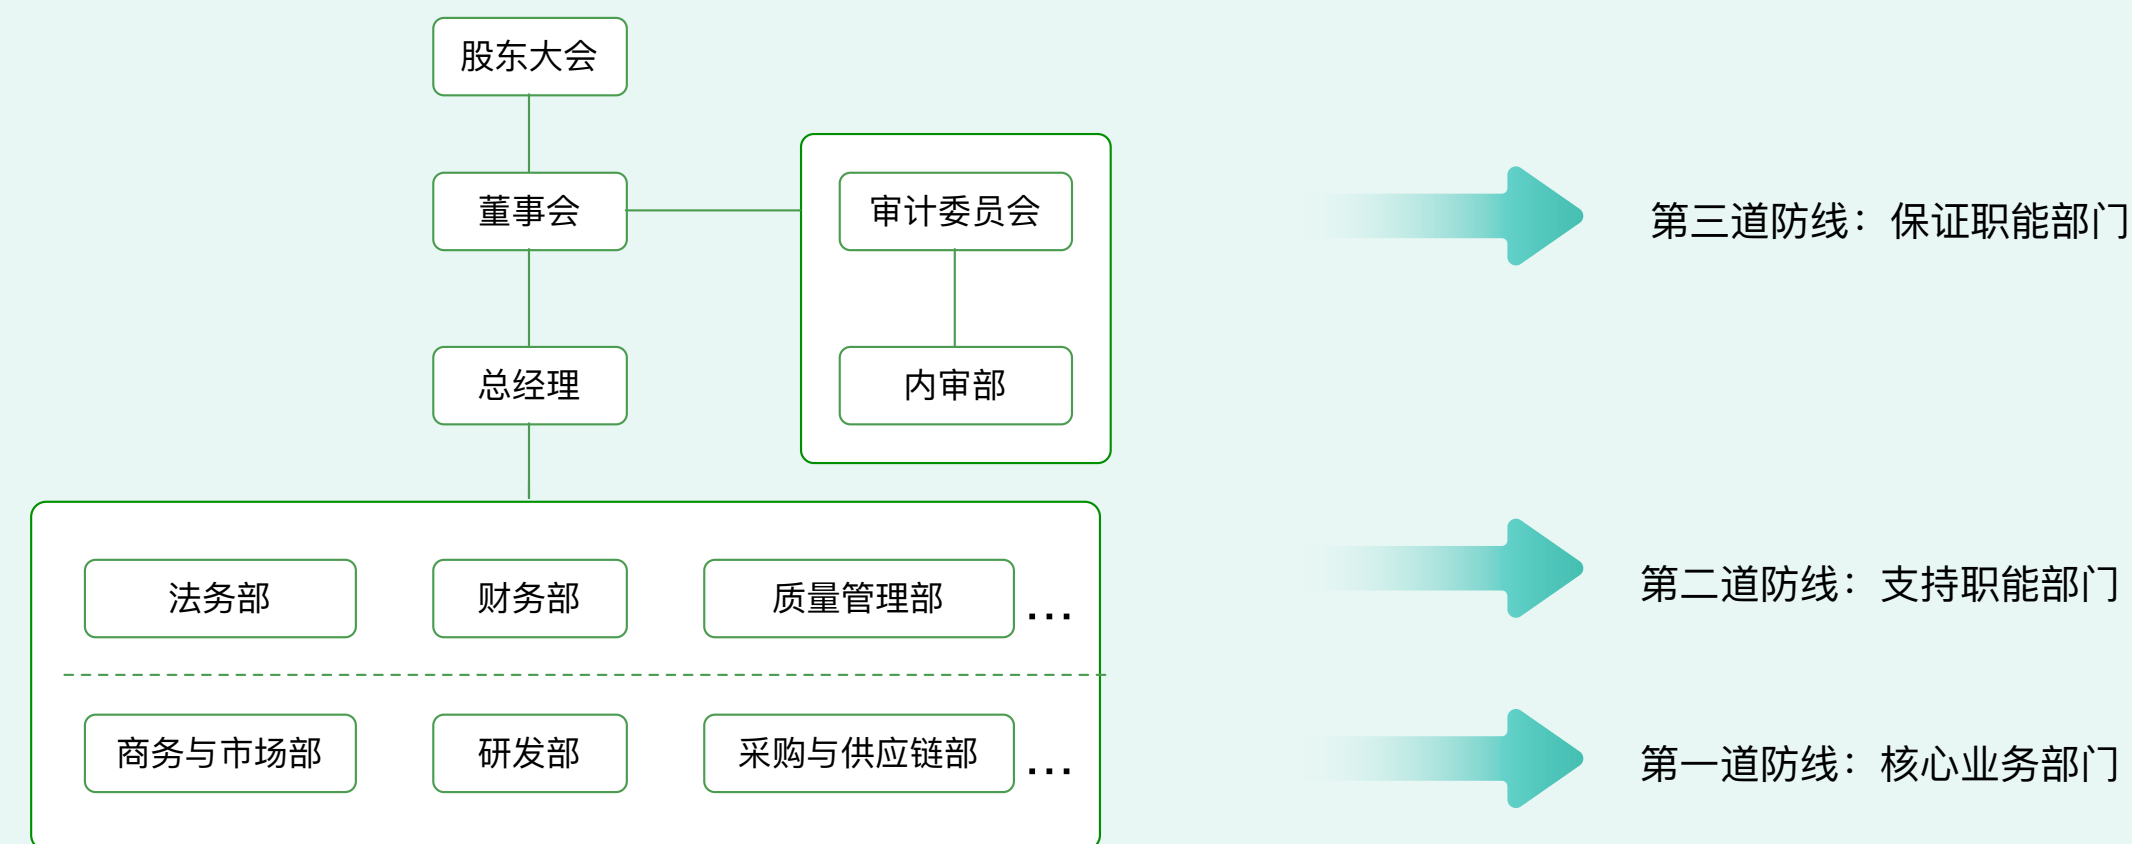 股东大会
董事会
审计委员会
第三道防线：保证职能部门
总经理
内审部
法务部
财务部
质量管理部
...
第二道防线：支持职能部门
商务与市场部
研发部
采购与供应链部
...
第一道防线：核心业务部门